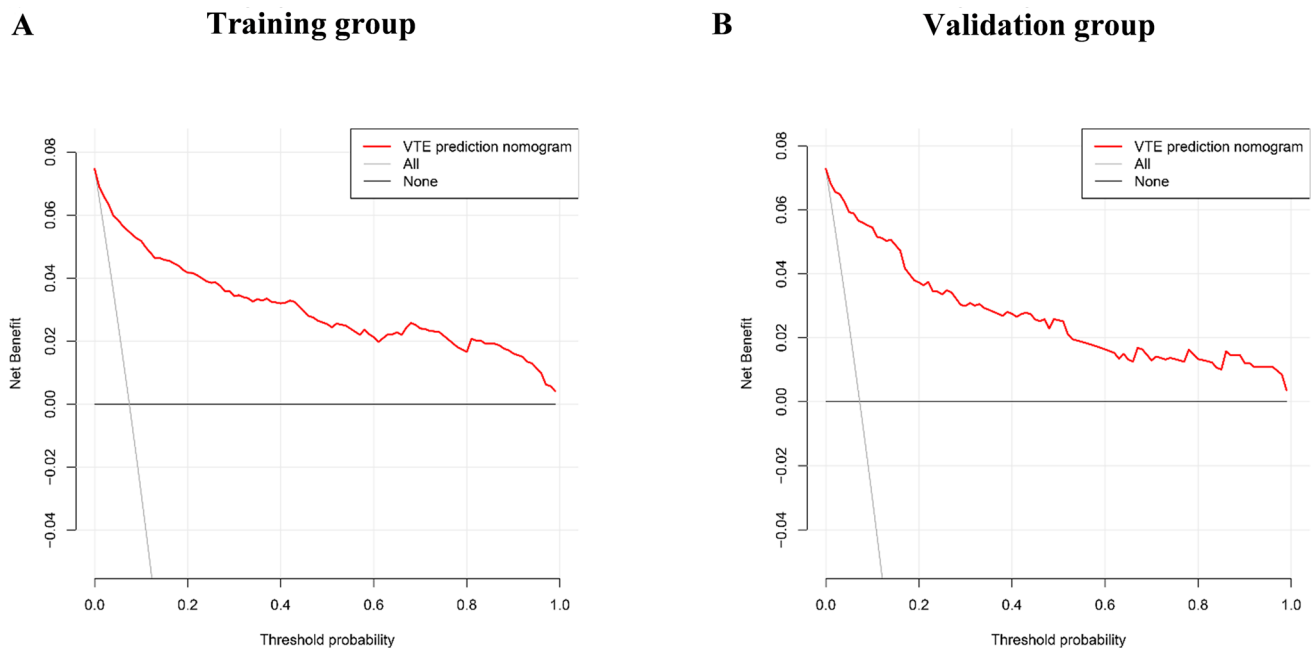 A
Training group
VTE prediction nomogram
All
None
0.08
0.06
0.04
0.02
0.00
−0.02
−0.04
Net Benefit
0.0 0.2 0.4 0.6 0.8 1.0
Threshold probability
B
Validation group
VTE prediction nomogram
All
None
0.08
0.06
0.04
0.02
0.00
−0.02
−0.04
Net Benefit
0.0 0.2 0.4 0.6 0.8 1.0
Threshold probability